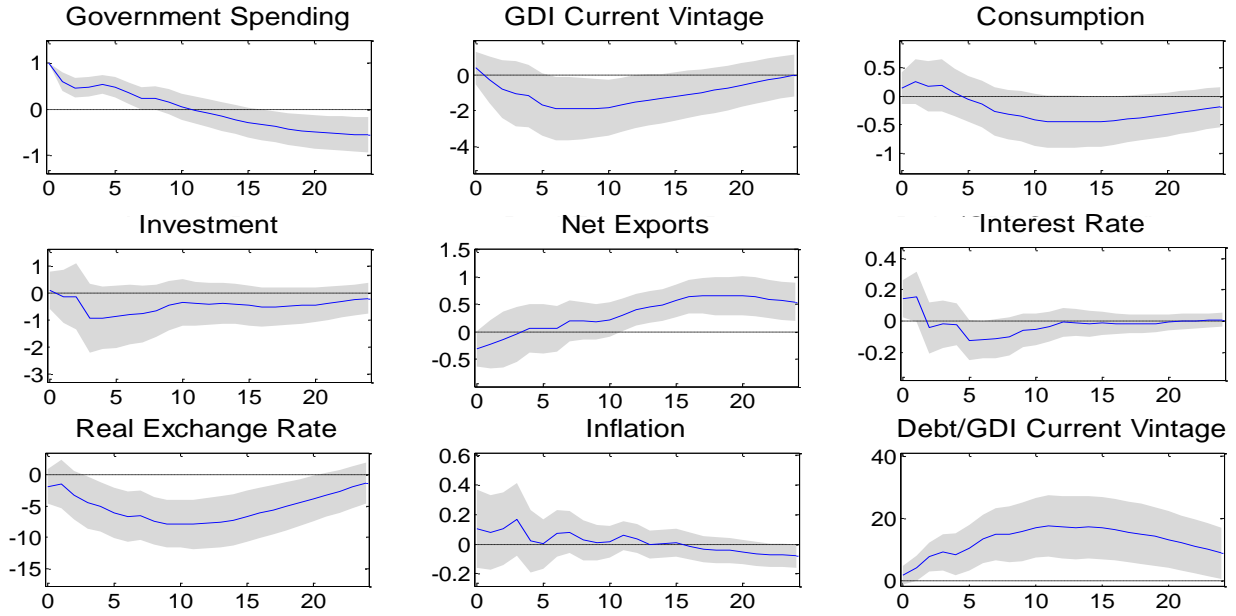 Government Spending
GDI Current Vintage
Consumption
1
0
-1
0 5 10 15 20
0
-2
-4
0 5 10 15 20
0.5
0
-0.5
-1
0 5 10 15 20
Investment
Net Exports
Interest Rate
1
0
-1
-2
-3
0 5 10 15 20
1.5
1
0.5
0
-0.5
0 5 10 15 20
0.4
0.2
0
-0.2
0 5 10 15 20
Real Exchange Rate
Inflation
Debt/GDI Current Vintage
0
-5
-10
-15
0 5 10 15 20
0.6
0.4
0.2
0
-0.2
0 5 10 15 20
40
20
0
0 5 10 15 20